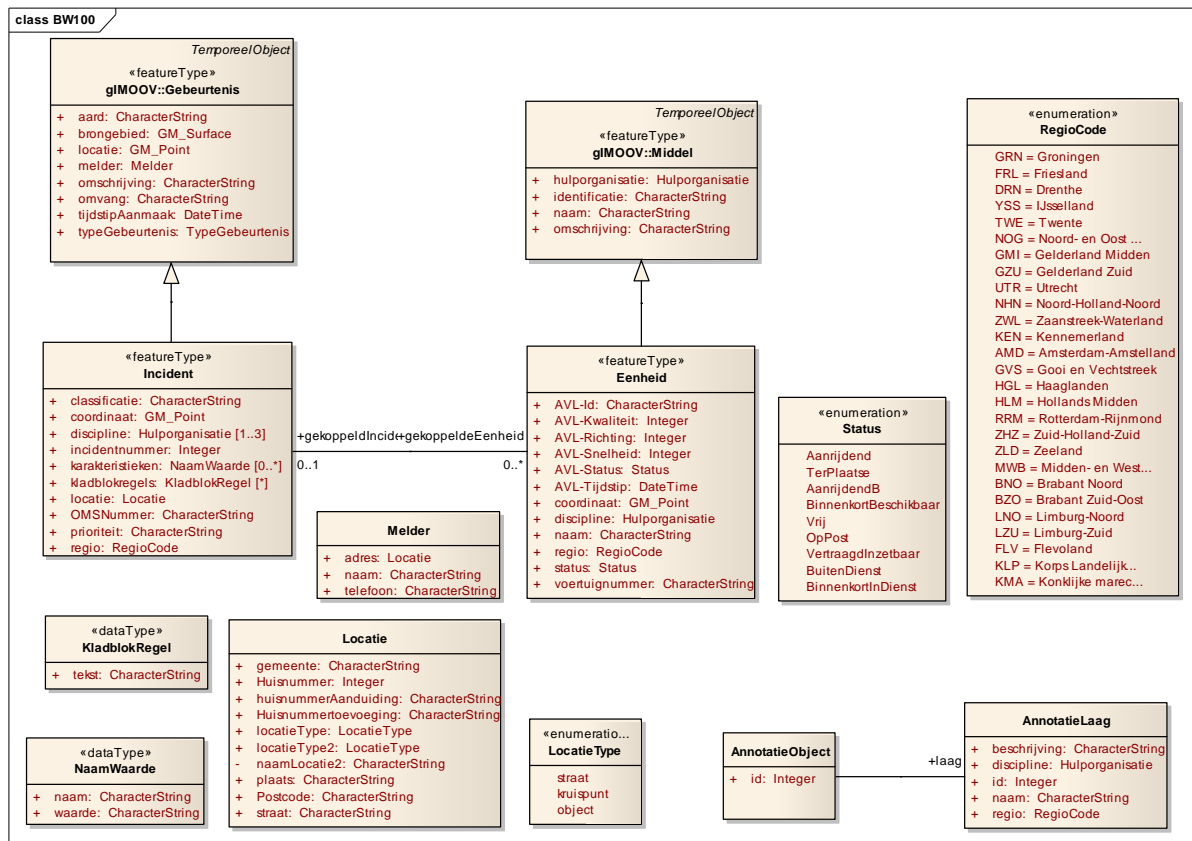 class BW100
TemporeelObject
«featureType»
gIMOOV::Gebeurtenis
+ aard: CharacterString
+ brongebied: GM_Surface
+ locatie: GM_Point
+ melder: Melder
+ omschrijving: CharacterString
+ omvang: CharacterString
+ tijdstipAanmaak: DateTime
+ typeGebeurtenis: TypeGebeurtenis
TemporeelObject
«featureType»
gIMOOV::Middel
+ hulporganisatie: Hulporganisatie
+ identificatie: CharacterString
+ naam: CharacterString
+ omschrijving: CharacterString
«enumeration»
RegioCode
GRN = Groningen
FRL = Friesland
DRN = Drenthe
YSS = IJsselland
TWE = Twente
NOG = Noord- en Oost ...
GMI = Gelderland Midden
GZU = Gelderland Zuid
UTR = Utrecht
NHN = Noord-Holland-Noord
ZWL = Zaanstreek-Waterland
KEN = Kennemerland
AMD = Amsterdam-Amstelland
GVS = Gooi en Vechtstreek
HGL = Haaglanden
HLM = Hollands Midden
RRM = Rotterdam-Rijnmond
ZHZ = Zuid-Holland-Zuid
ZLD = Zeeland
MWB = Midden- en West...
BNO = Brabant Noord
BZO = Brabant Zuid-Oost
LNO = Limburg-Noord
LZU = Limburg-Zuid
FLV = Flevoland
KLP = Korps Landelijk...
KMA = Konklijke marec...
«featureType»
Incident
+ classificatie: CharacterString
+ coordinaat: GM_Point
+ discipline: Hulporganisatie [1..3]
+ incidentnummer: Integer
+ karakteristieken: NaamWaarde [0..*]
+ kladblokregels: KladblokRegel [*]
+ locatie: Locatie
+ OMSNummer: CharacterString
+ prioriteit: CharacterString
+ regio: RegioCode
+gekoppeldIncid
+gekoppeldeEenheid
0..1
0..*
«featureType»
Eenheid
+ AVL-Id: CharacterString
+ AVL-Kwaliteit: Integer
+ AVL-Richting: Integer
+ AVL-Snelheid: Integer
+ AVL-Status: Status
+ AVL-Tijdstip: DateTime
+ coordinaat: GM_Point
+ discipline: Hulporganisatie
+ naam: CharacterString
+ regio: RegioCode
+ status: Status
+ voertuignummer: CharacterString
«enumeration»
Status
Aanrijdend
TerPlaatse
AanrijdendB
BinnenkortBeschikbaar
Vrij
OpPost
VertraagdInzetbaar
BuitenDienst
BinnenkortInDienst
Melder
+ adres: Locatie
+ naam: CharacterString
+ telefoon: CharacterString
«dataType»
KladblokRegel
+ tekst: CharacterString
Locatie
+ gemeente: CharacterString
+ Huisnummer: Integer
+ huisnummerAanduiding: CharacterString
+ Huisnummertoevoeging: CharacterString
+ locatieType: LocatieType
+ locatieType2: LocatieType
- naamLocatie2: CharacterString
+ plaats: CharacterString
+ Postcode: CharacterString
+ straat: CharacterString
«dataType»
NaamWaarde
+ naam: CharacterString
+ waarde: CharacterString
«enumeratio...
LocatieType
straat
kruispunt
object
AnnotatieObject
+ id: Integer
+laag
AnnotatieLaag
+ beschrijving: CharacterString
+ discipline: Hulporganisatie
+ id: Integer
+ naam: CharacterString
+ regio: RegioCode